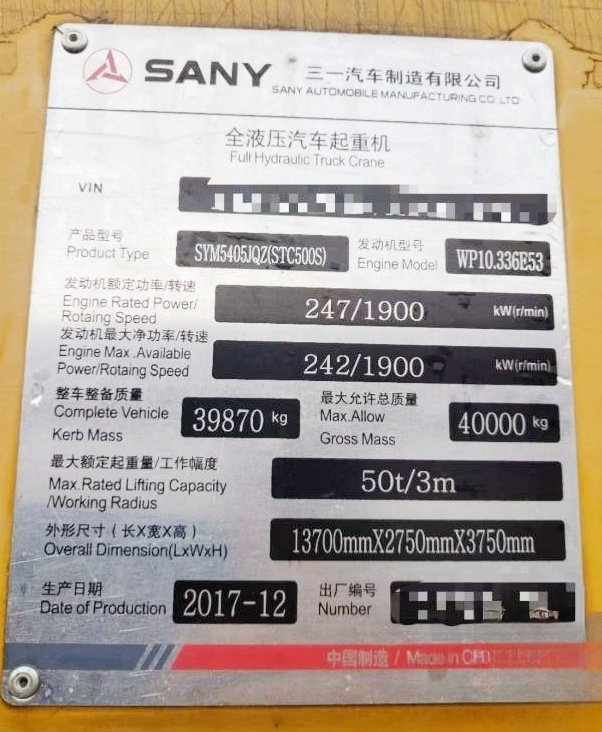 SANY 三一汽车制造有限公司
SANY AUTOMOBILE MANUFACTURING CO.,LTD
全液压汽车起重机
Full Hydraulic Truck Crane
VIN
产品型号 发动机型号
Product Type SYM5405JQZ(STC500S) Engine Model WP10.336E53
发动机额定功率/转速
Engine Rated Power/
Rotaing Speed 247/1900 kW(r/min)
发动机最大净功率/转速
Engine Max .Available
Power/Rotaing Speed 242/1900 kW(r/min)
整车整备质量 最大允许总质量
Complete Vehicle 39870 kg Max.Allow 40000 kg
Kerb Mass Gross Mass
最大额定起重量/工作幅度
Max.Rated Lifting Capacity 50t/3m
/Working Radius
外形尺寸（长X宽X高）
Overall Dimension(LxWxH) 13700mmX2750mmX3750mm
生产日期 出厂编号
Date of Production 2017-12 Number
中国制造 / Made in